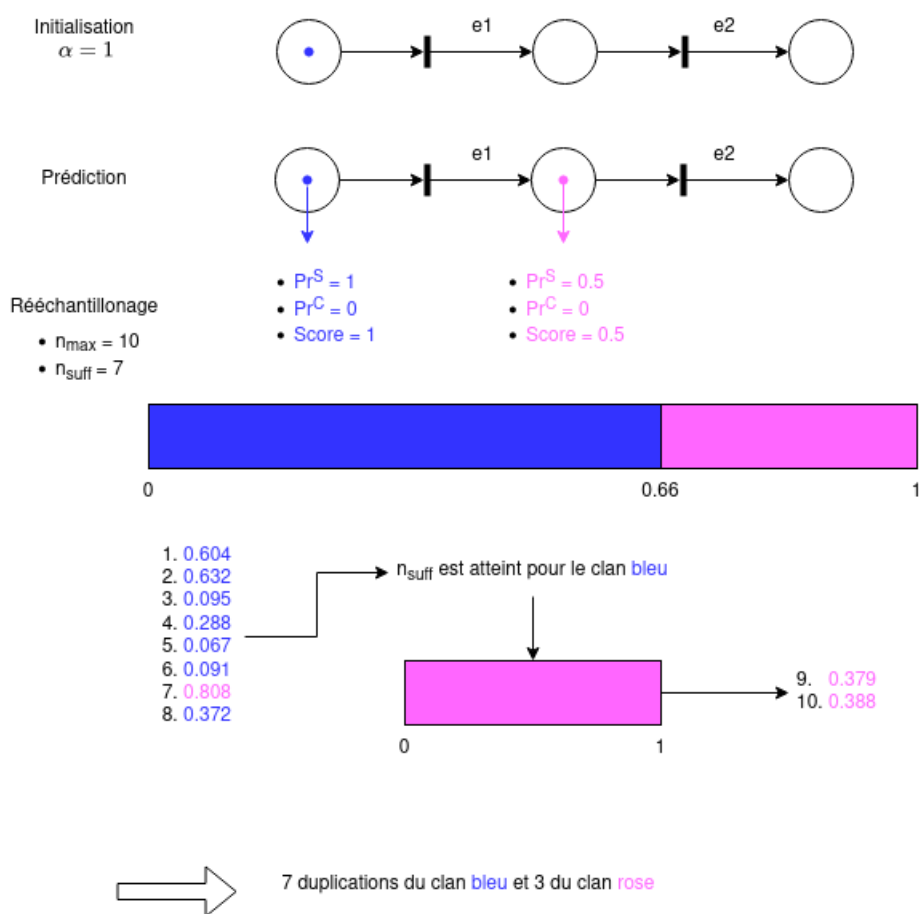 Initialisation
α = 1
e1
e2
Prédiction
e1
e2
Rééchantillonage
• n_max = 10
• n_suff = 7
• Pr^S = 1
• Pr^C = 0
• Score = 1
• Pr^S = 0.5
• Pr^C = 0
• Score = 0.5
0
0.66
1
1. 0.604
2. 0.632
3. 0.095
4. 0.288
5. 0.067
6. 0.091
7. 0.808
8. 0.372
n_suff est atteint pour le clan bleu
0
1
9. 0.379
10. 0.388
7 duplications du clan bleu et 3 du clan rose